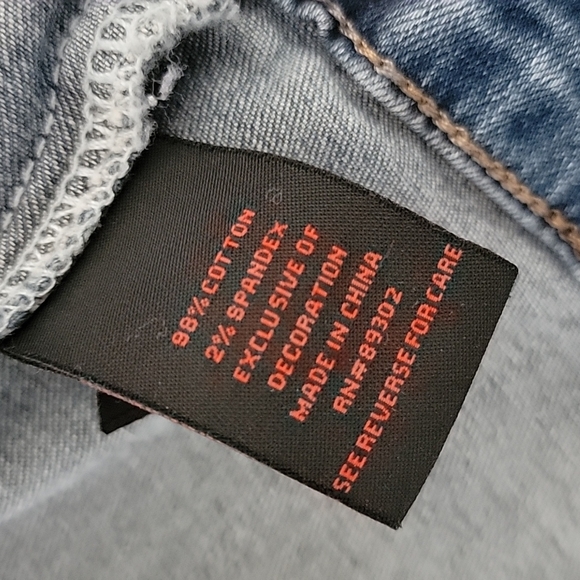 98% COTTON
2% SPANDEX
EXCLUSIVE OF
DECORATION
MADE IN CHINA
RN#89302
SEE REVERSE FOR CARE